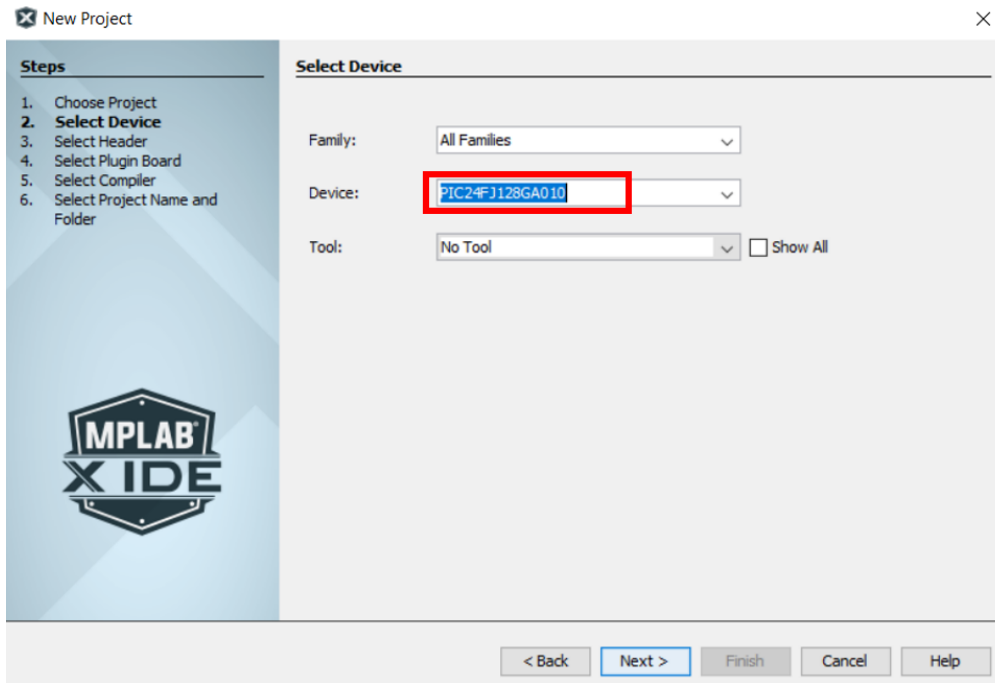 New Project
Steps
1. Choose Project
2. Select Device
3. Select Header
4. Select Plugin Board
5. Select Compiler
6. Select Project Name and
Folder
MPLAB®
X IDE
Select Device
Family: All Families
Device: PIC24FJ128GA010
Tool: No Tool Show All
< Back Next > Finish Cancel Help